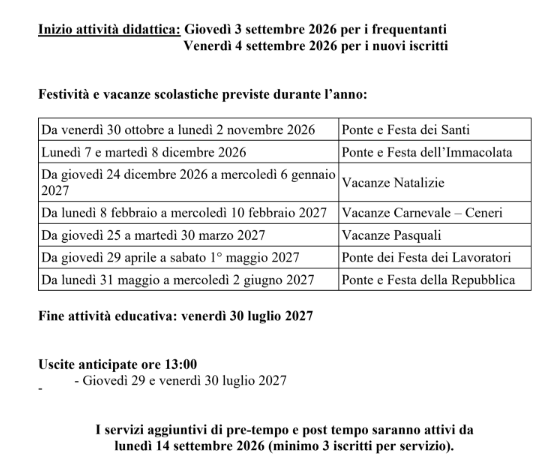 Inizio attività didattica: Giovedì 3 settembre 2026 per i frequentanti
Venerdì 4 settembre 2026 per i nuovi iscritti
Festività e vacanze scolastiche previste durante l’anno:
Da venerdì 30 ottobre a lunedì 2 novembre 2026 Ponte e Festa dei Santi
Lunedì 7 e martedì 8 dicembre 2026 Ponte e Festa dell’Immacolata
Da giovedì 24 dicembre 2026 a mercoledì 6 gennaio
2027 Vacanze Natalizie
Da lunedì 8 febbraio a mercoledì 10 febbraio 2027 Vacanze Carnevale – Ceneri
Da giovedì 25 a martedì 30 marzo 2027 Vacanze Pasquali
Da giovedì 29 aprile a sabato 1° maggio 2027 Ponte dei Festa dei Lavoratori
Da lunedì 31 maggio a mercoledì 2 giugno 2027 Ponte e Festa della Repubblica
Fine attività educativa: venerdì 30 luglio 2027
Uscite anticipate ore 13:00
- Giovedì 29 e venerdì 30 luglio 2027
-
I servizi aggiuntivi di pre-tempo e post tempo saranno attivi da
lunedì 14 settembre 2026 (minimo 3 iscritti per servizio).